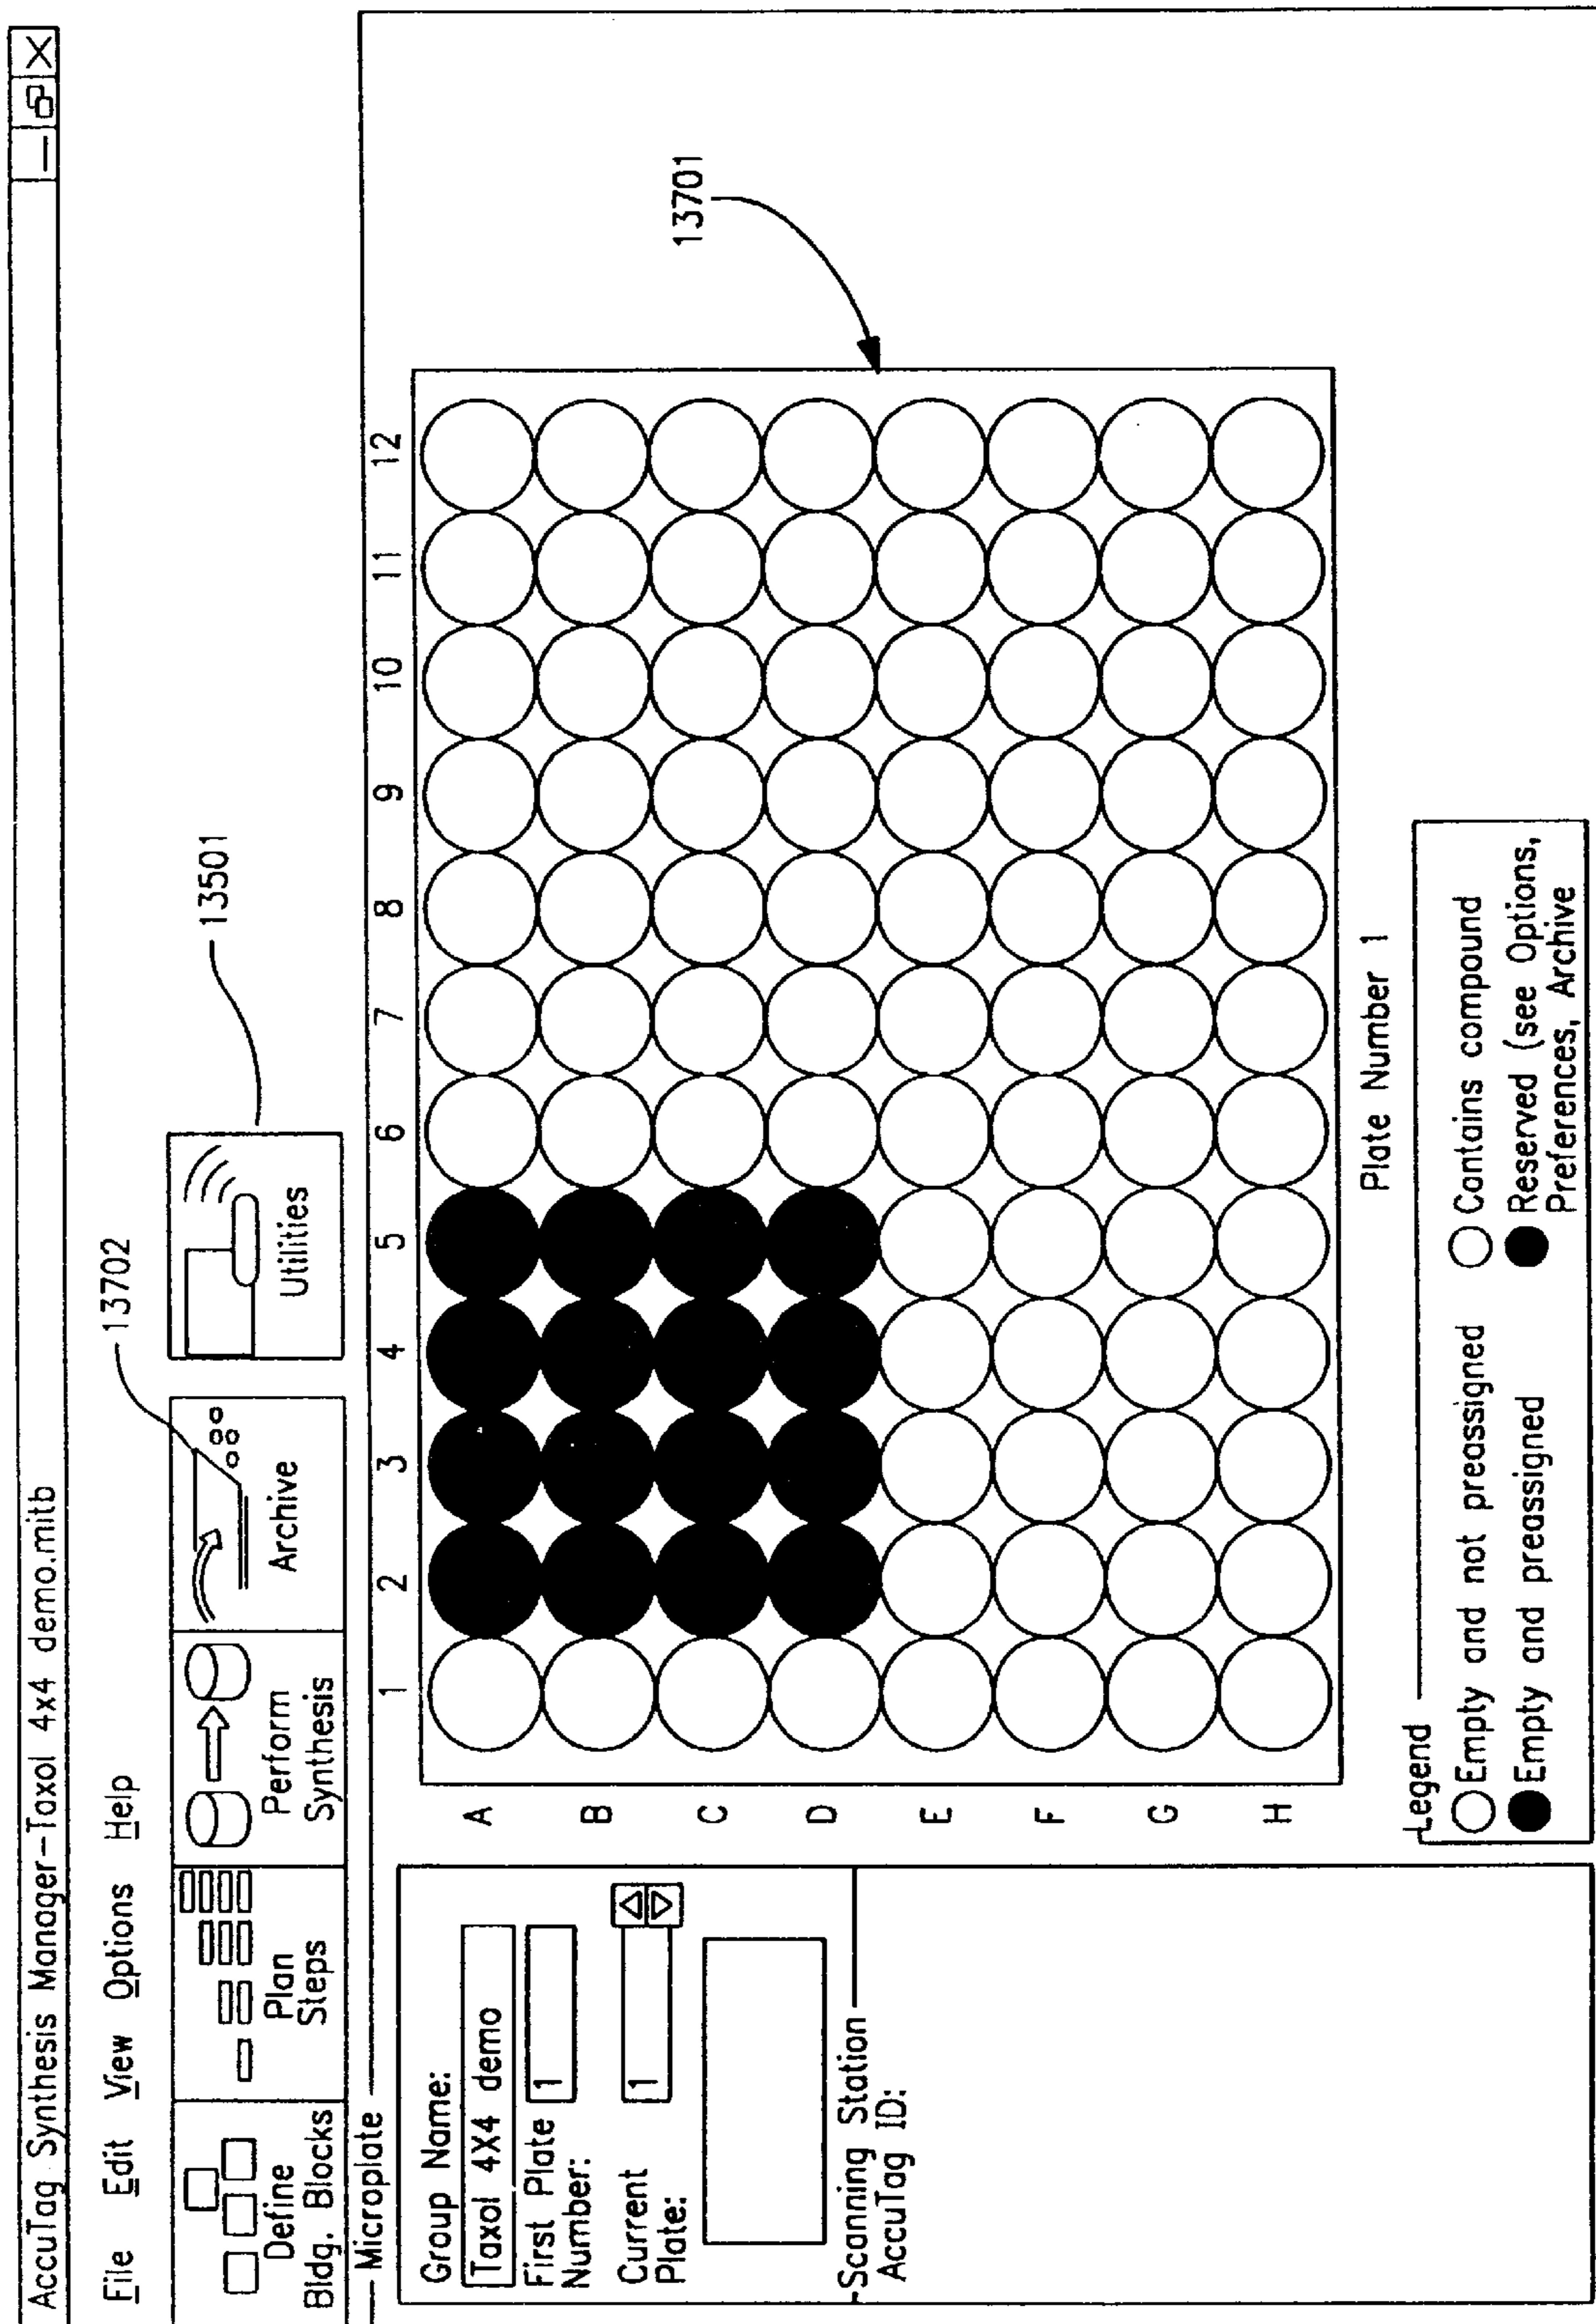 AccuTag Synthesis Manager-Taxol 4x4 demo.mitb
File Edit View Options Help
Define
Bldg. Blocks
Plan
Steps
Perform
Synthesis
Archive
Utilities
13702
13501
Microplate
Group Name:
Taxol 4X4 demo
First Plate
Number:
1
Current
Plate:
1
Scanning Station
AccuTag ID:
1 2 3 4 5 6 7 8 9 10 11 12
A
B
C
D
E
F
G
H
13701
Plate Number 1
Legend
Empty and not preassigned
Contains compound
Empty and preassigned
Reserved (see Options,
Preferences, Archive